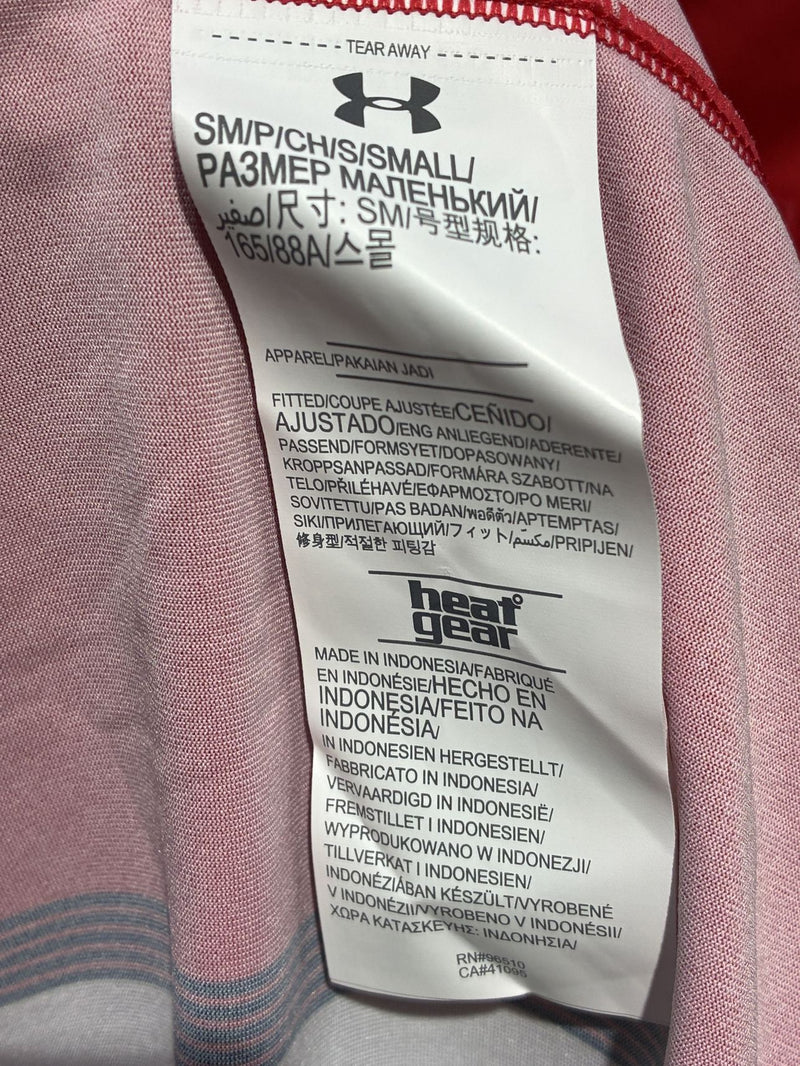 TEAR AWAY
SM/P/CH/S/SMALL/
РАЗМЕР МАЛЕНЬКИЙ/
صغير/尺寸: SM/号型规格:
165/88A/스몰
APPAREL/PAKAIAN JADI
FITTED/COUPE AJUSTÉE/CEÑIDO/
AJUSTADO/ENG ANLIEGEND/ADERENTE/
PASSEND/FORMSYET/DOPASOWANY/
KROPPSANPASSAD/FORMÁRA SZABOTT/NA
TELO/PŘILÉHAVÉ/ΕΦΑΡΜΟΣΤΟ/PO MERI/
SOVITETTU/PAS BADAN/พอดีตัว/APTEMPTAS/
SIKI/ПРИЛЕГАЮЩИЙ/フィット/مكسّم/PRIPIJEN/
修身型/적절한 피팅감
heat
gear
MADE IN INDONESIA/FABRIQUÉ
EN INDONÉSIE/HECHO EN
INDONESIA/FEITO NA
INDONÉSIA/
IN INDONESIEN HERGESTELLT/
FABBRICATO IN INDONESIA/
VERVAARDIGD IN INDONESIË/
FREMSTILLET I INDONESIEN/
WYPRODUKOWANO W INDONEZJI/
TILLVERKAT I INDONESIEN/
INDONÉZIÁBAN KÉSZÜLT/VYROBENÉ
V INDONÉZII/VYROBENO V INDONÉSII/
ΧΩΡΑ ΚΑΤΑΣΚΕΥΗΣ: ΙΝΔΟΝΗΣΙΑ/
RN#96510
CA#41095